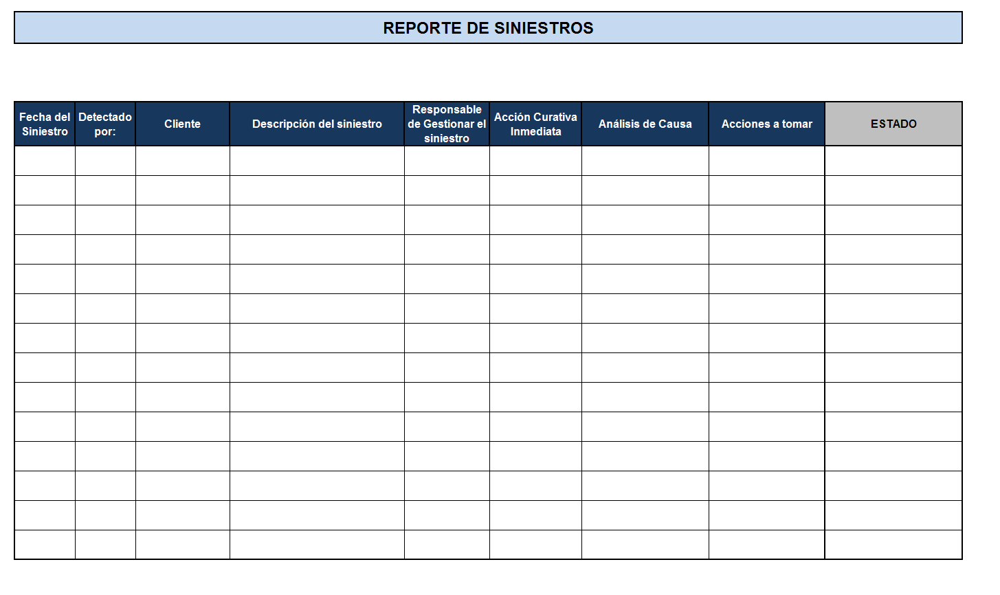 REPORTE DE SINIESTROS
Fecha del
Siniestro
Detectado
por:
Cliente
Descripción del siniestro
Responsable
de Gestionar el
siniestro
Acción Curativa
Inmediata
Análisis de Causa
Acciones a tomar
ESTADO